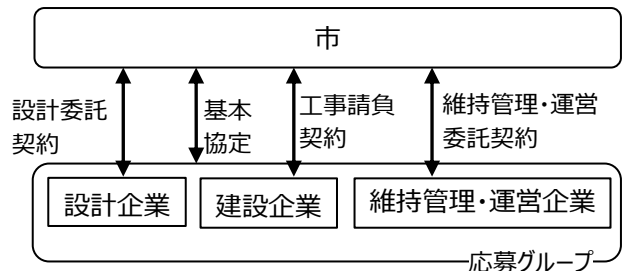 市
設計委託
契約
基本
協定
工事請負
契約
維持管理・運営
委託契約
設計企業
建設企業
維持管理・運営企業
応募グループ